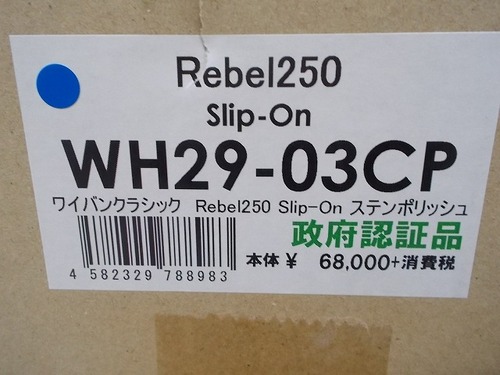 Rebel250
Slip-On
WH29-03CP
ワイバンクラシック Rebel250 Slip-On ステンポリッシュ
政府認証品
4 582329 788983
本体 ¥ 68,000+消費税